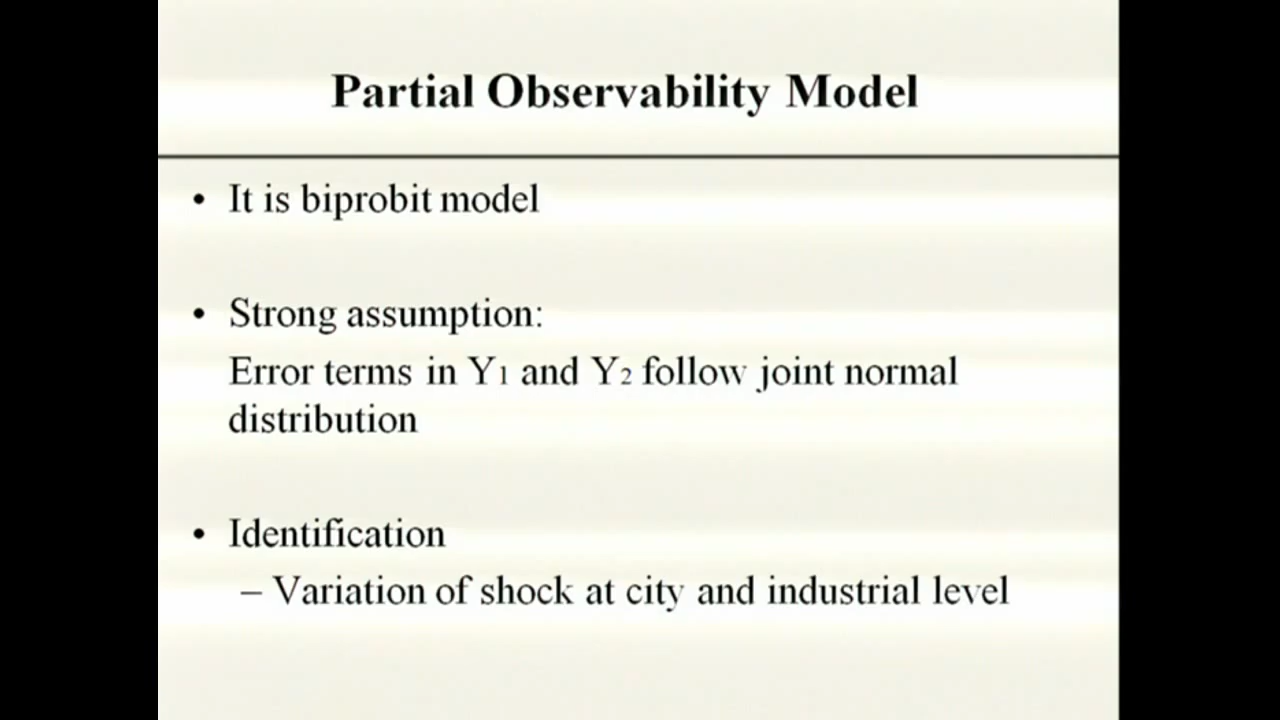 Partial Observability Model
• It is biprobit model
• Strong assumption:
Error terms in Y1 and Y2 follow joint normal
distribution
• Identification
– Variation of shock at city and industrial level